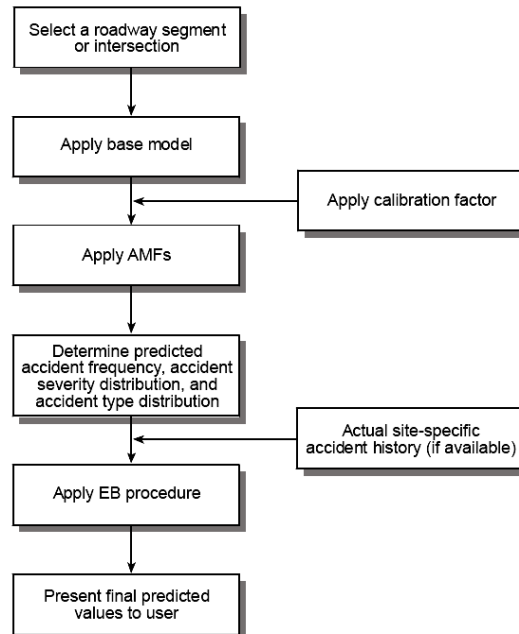 Select a roadway segment
or intersection
Apply base model
Apply calibration factor
Apply AMFs
Determine predicted
accident frequency, accident
severity distribution, and
accident type distribution
Actual site-specific
accident history (if available)
Apply EB procedure
Present final predicted
values to user